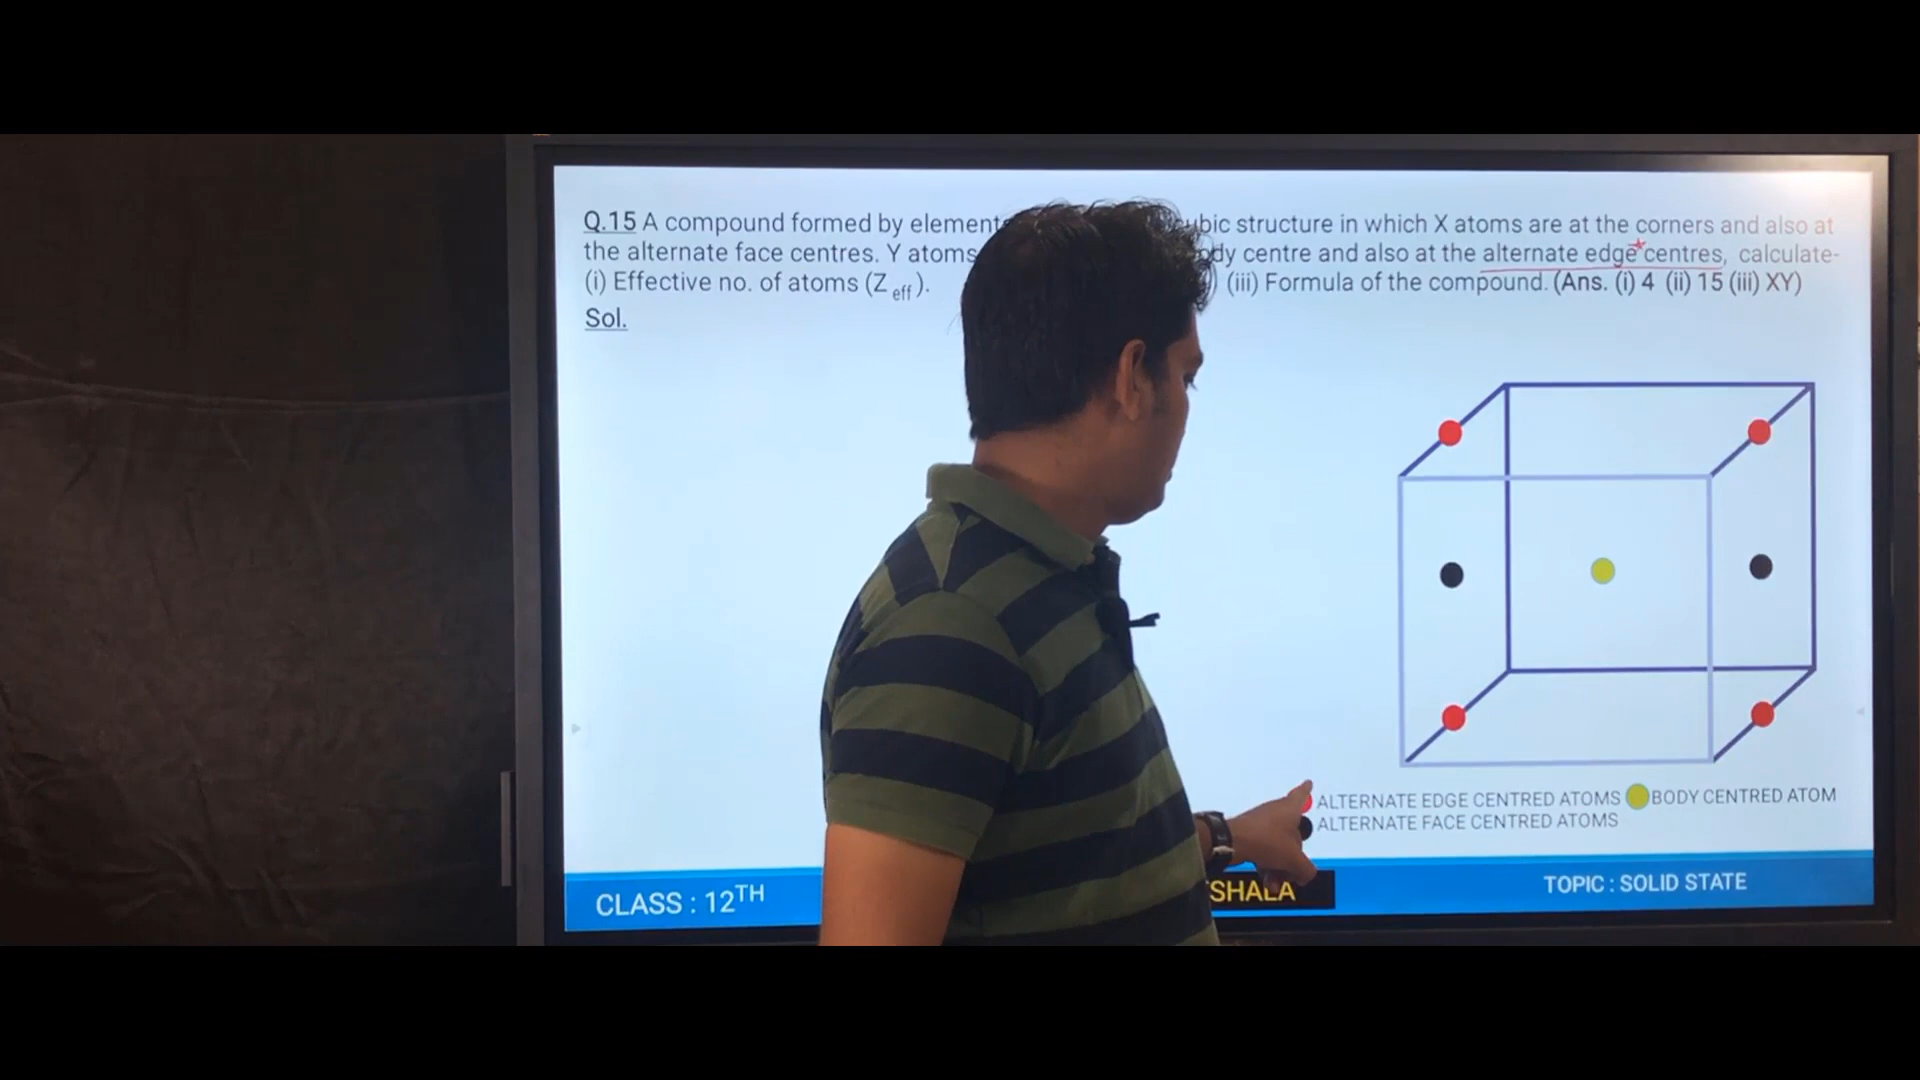 Q.15 A compound formed by element ubic structure in which X atoms are at the corners and also at
the alternate face centres. Y atoms dy centre and also at the alternate edge centres, calculate-
(i) Effective no. of atoms (Z eff). ) (iii) Formula of the compound. (Ans. (i) 4 (ii) 15 (iii) XY)
Sol.
ALTERNATE EDGE CENTRED ATOMS BODY CENTRED ATOM
ALTERNATE FACE CENTRED ATOMS
CLASS : 12TH SHALA TOPIC : SOLID STATE